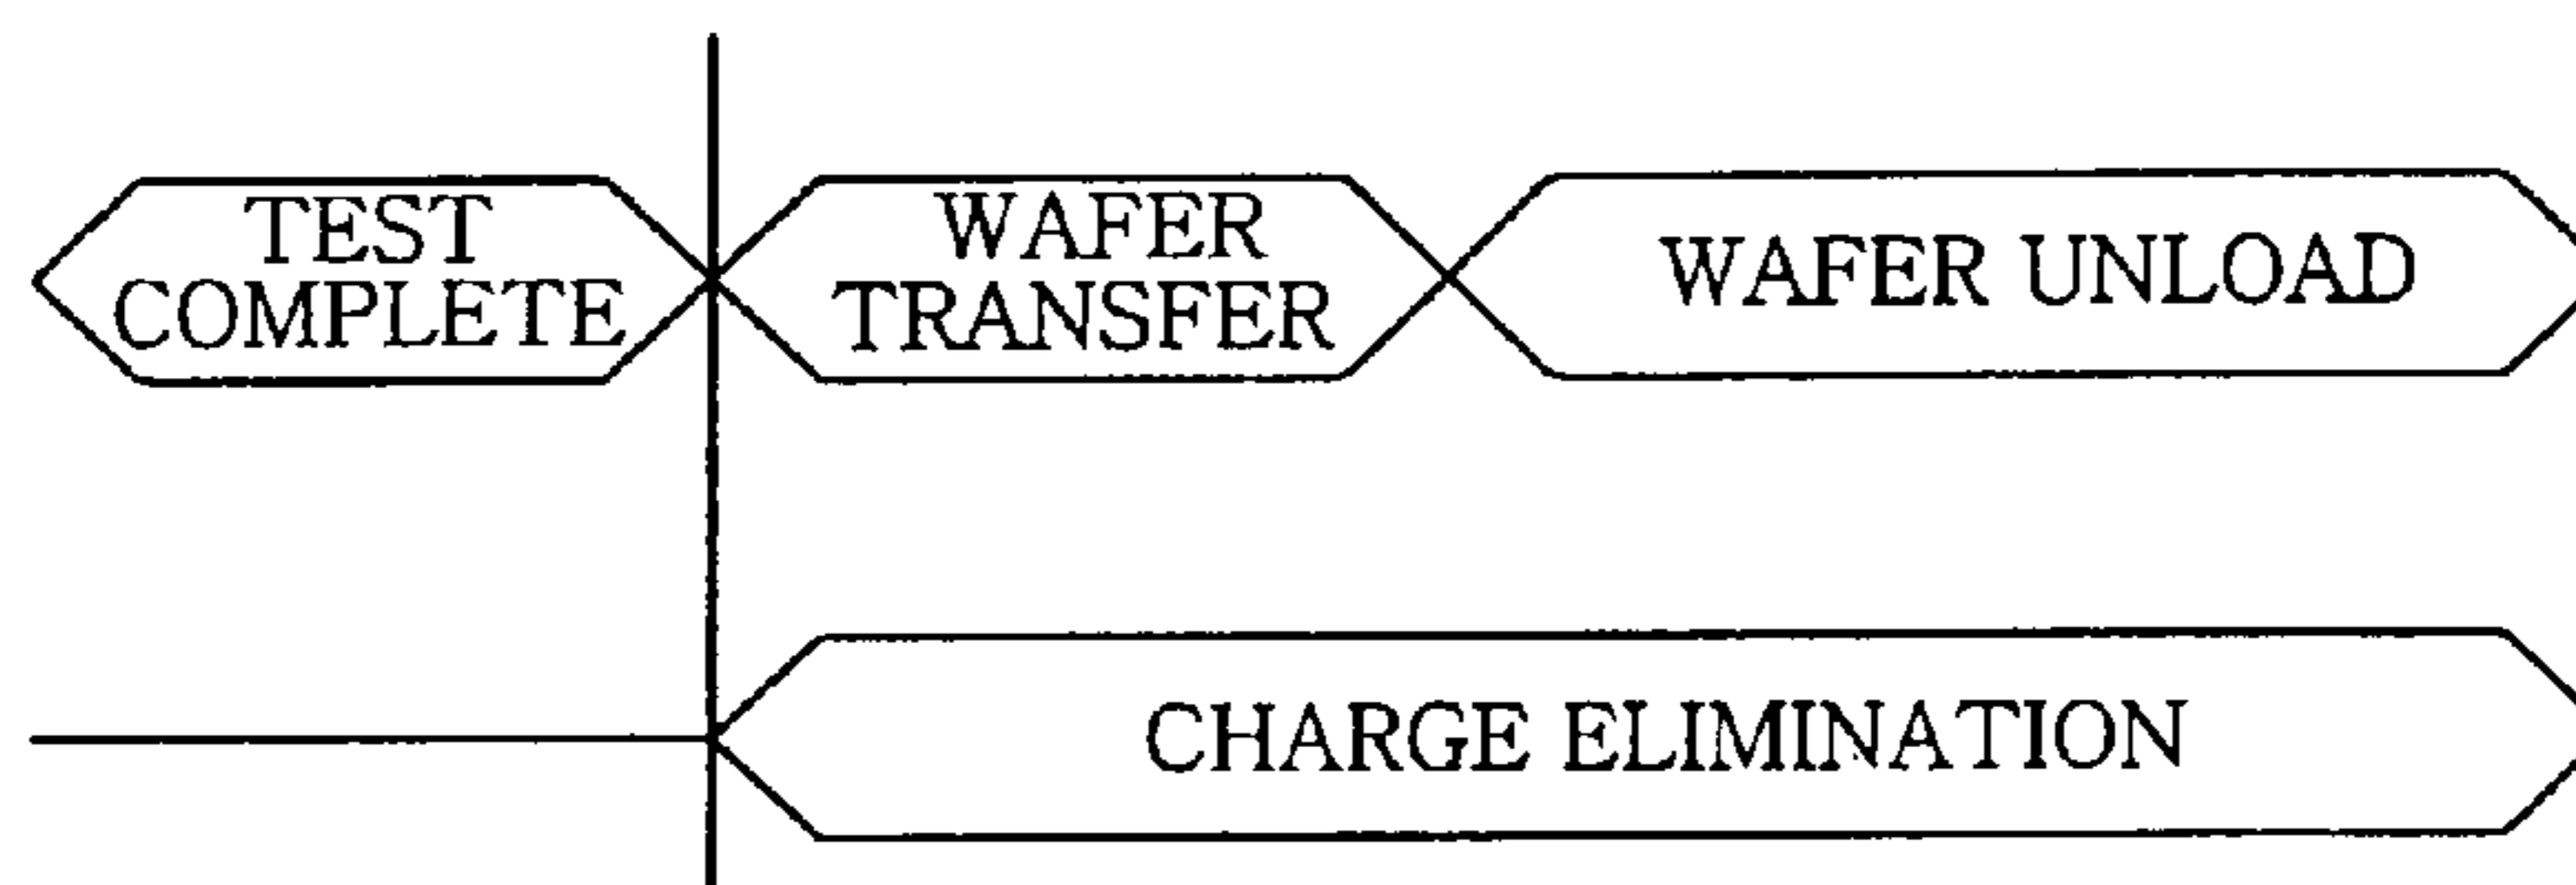 TEST
COMPLETE
WAFER
TRANSFER
WAFER UNLOAD
CHARGE ELIMINATION